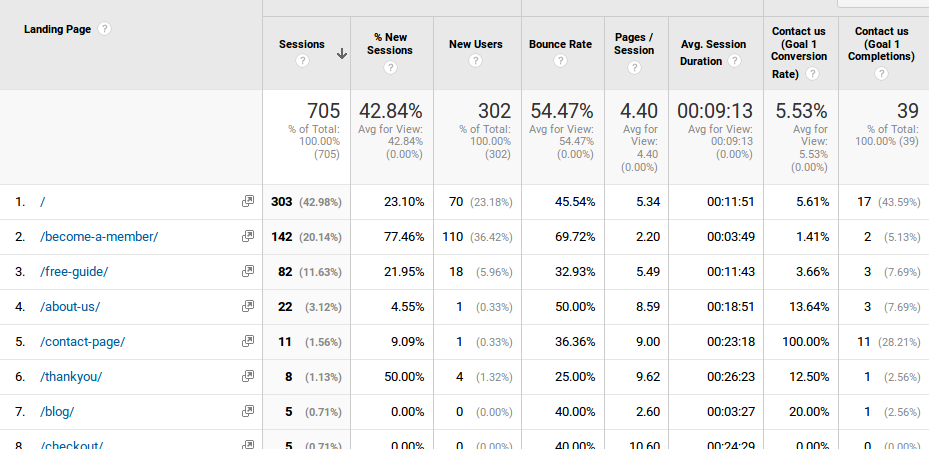 Landing Page ?
Sessions ?
% New Sessions ?
New Users ?
Bounce Rate ?
Pages / Session ?
Avg. Session Duration ?
Contact us (Goal 1 Conversion Rate) ?
Contact us (Goal 1 Completions) ?
705 % of Total: 100.00% (705)
42.84% Avg for View: 42.84% (0.00%)
302 % of Total: 100.00% (302)
54.47% Avg for View: 54.47% (0.00%)
4.40 Avg for View: 4.40 (0.00%)
00:09:13 Avg for View: 00:09:13 (0.00%)
5.53% Avg for View: 5.53% (0.00%)
39 % of Total: 100.00% (39)
1. / 303 (42.98%) 23.10% 70 (23.18%) 45.54% 5.34 00:11:51 5.61% 17 (43.59%)
2. /become-a-member/ 142 (20.14%) 77.46% 110 (36.42%) 69.72% 2.20 00:03:49 1.41% 2 (5.13%)
3. /free-guide/ 82 (11.63%) 21.95% 18 (5.96%) 32.93% 5.49 00:11:43 3.66% 3 (7.69%)
4. /about-us/ 22 (3.12%) 4.55% 1 (0.33%) 50.00% 8.59 00:18:51 13.64% 3 (7.69%)
5. /contact-page/ 11 (1.56%) 9.09% 1 (0.33%) 36.36% 9.00 00:23:18 100.00% 11 (28.21%)
6. /thankyou/ 8 (1.13%) 50.00% 4 (1.32%) 25.00% 9.62 00:26:23 12.50% 1 (2.56%)
7. /blog/ 5 (0.71%) 0.00% 0 (0.00%) 40.00% 2.60 00:03:27 20.00% 1 (2.56%)
8. /checkout/ 5 (0.71%) 0.00% 0 (0.00%) 40.00% 10.60 00:24:29 0.00% 0 (0.00%)